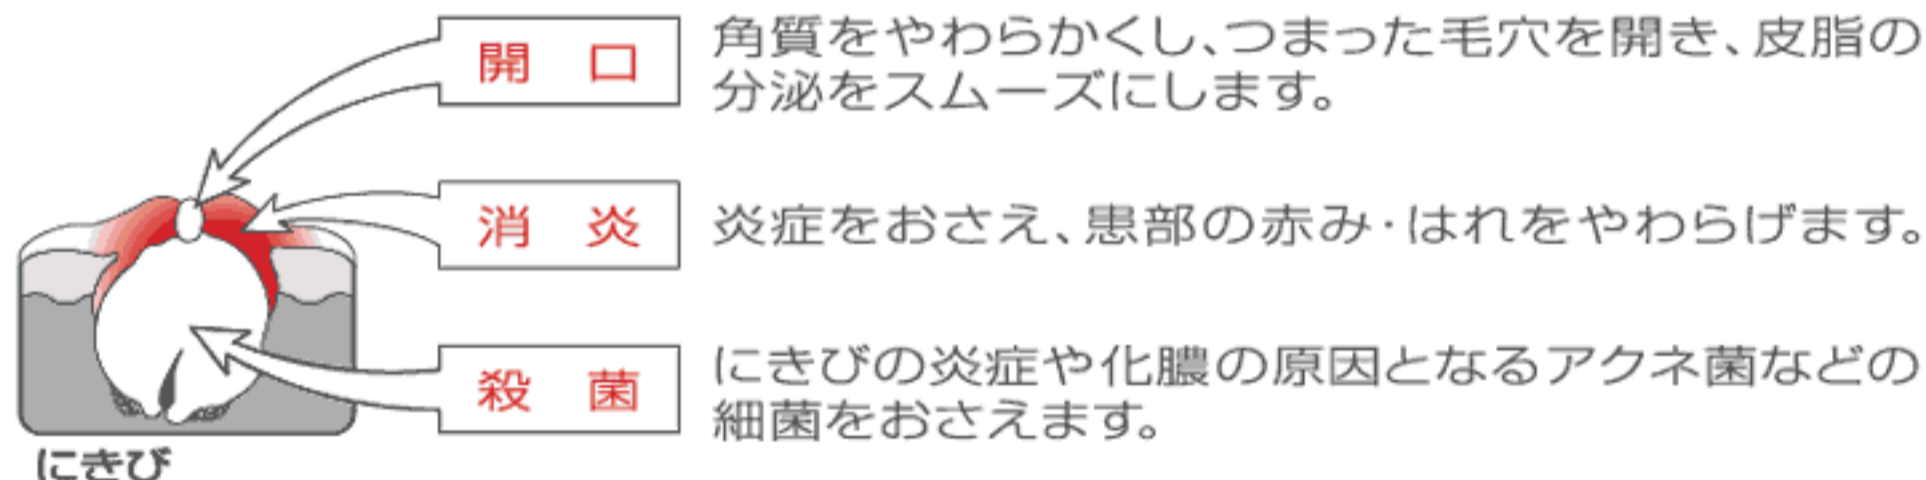 開 口
角質をやわらかくし、つまった毛穴を開き、皮脂の
分泌をスムーズにします。
消 炎
炎症をおさえ、患部の赤み・はれをやわらげます。
殺 菌
にきびの炎症や化膿の原因となるアクネ菌などの
細菌をおさえます。
にきび